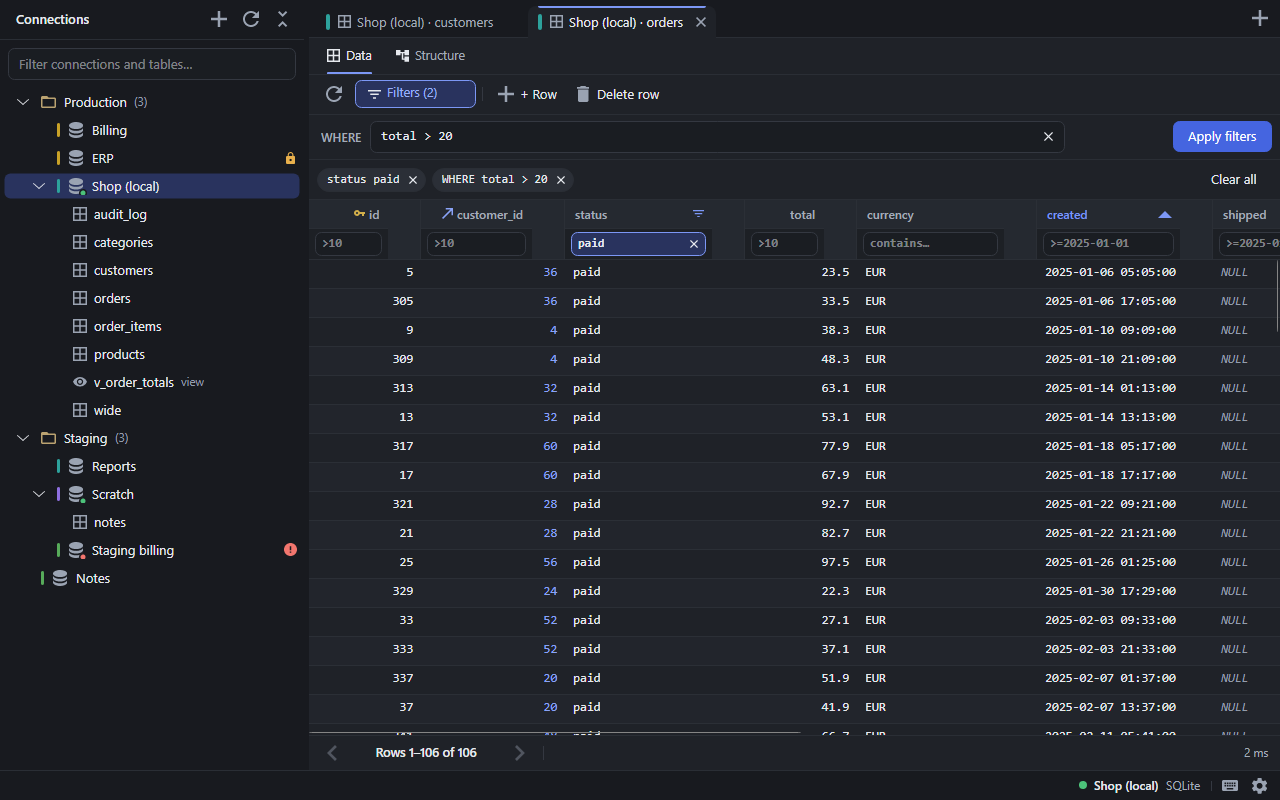 Connections
Shop (local) · customers
Shop (local) · orders
Data
Structure
Filter connections and tables...
Filters (2)
+ Row
Delete row
Production (3)
WHERE total > 20
Apply filters
Billing
ERP
status paid
WHERE total > 20
Clear all
Shop (local)
audit_log
categories
customers
orders
order_items
products
v_order_totals view
wide
Staging (3)
Reports
Scratch
notes
Staging billing
Notes
id customer_id status total currency created shipped
>10 >10 paid >10 contains… >=2025-01-01 >=2025-0
5 36 paid 23.5 EUR 2025-01-06 05:05:00 NULL
305 36 paid 33.5 EUR 2025-01-06 17:05:00 NULL
9 4 paid 38.3 EUR 2025-01-10 09:09:00 NULL
309 4 paid 48.3 EUR 2025-01-10 21:09:00 NULL
313 32 paid 63.1 EUR 2025-01-14 01:13:00 NULL
13 32 paid 53.1 EUR 2025-01-14 13:13:00 NULL
317 60 paid 77.9 EUR 2025-01-18 05:17:00 NULL
17 60 paid 67.9 EUR 2025-01-18 17:17:00 NULL
321 28 paid 92.7 EUR 2025-01-22 09:21:00 NULL
21 28 paid 82.7 EUR 2025-01-22 21:21:00 NULL
25 56 paid 97.5 EUR 2025-01-26 01:25:00 NULL
329 24 paid 22.3 EUR 2025-01-30 17:29:00 NULL
33 52 paid 27.1 EUR 2025-02-03 09:33:00 NULL
333 52 paid 37.1 EUR 2025-02-03 21:33:00 NULL
337 20 paid 51.9 EUR 2025-02-07 01:37:00 NULL
37 20 paid 41.9 EUR 2025-02-07 13:37:00 NULL
Rows 1–106 of 106
2 ms
Shop (local) SQLite